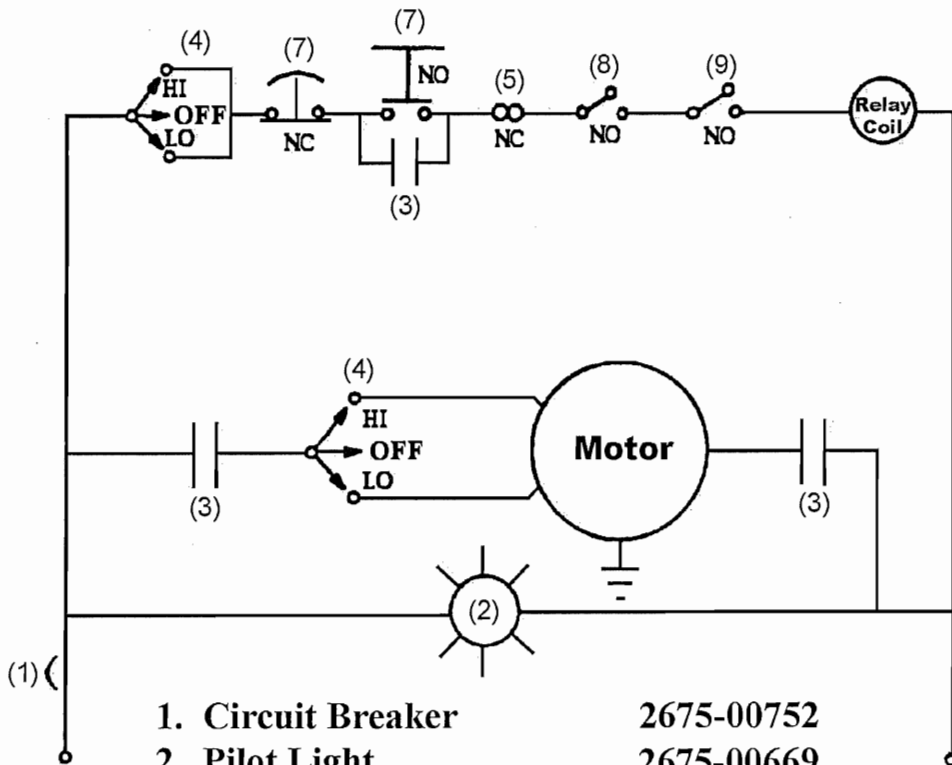 (4)
(7)
(7)
(5)
(8)
(9)
HI
OFF
LO
NC
NO
NC
NO
NO
Relay
Coil
(3)
(4)
HI
OFF
LO
Motor
(3)
(3)
(2)
(1)
1. Circuit Breaker 2675-00752
2. Pilot Light 2675-00669